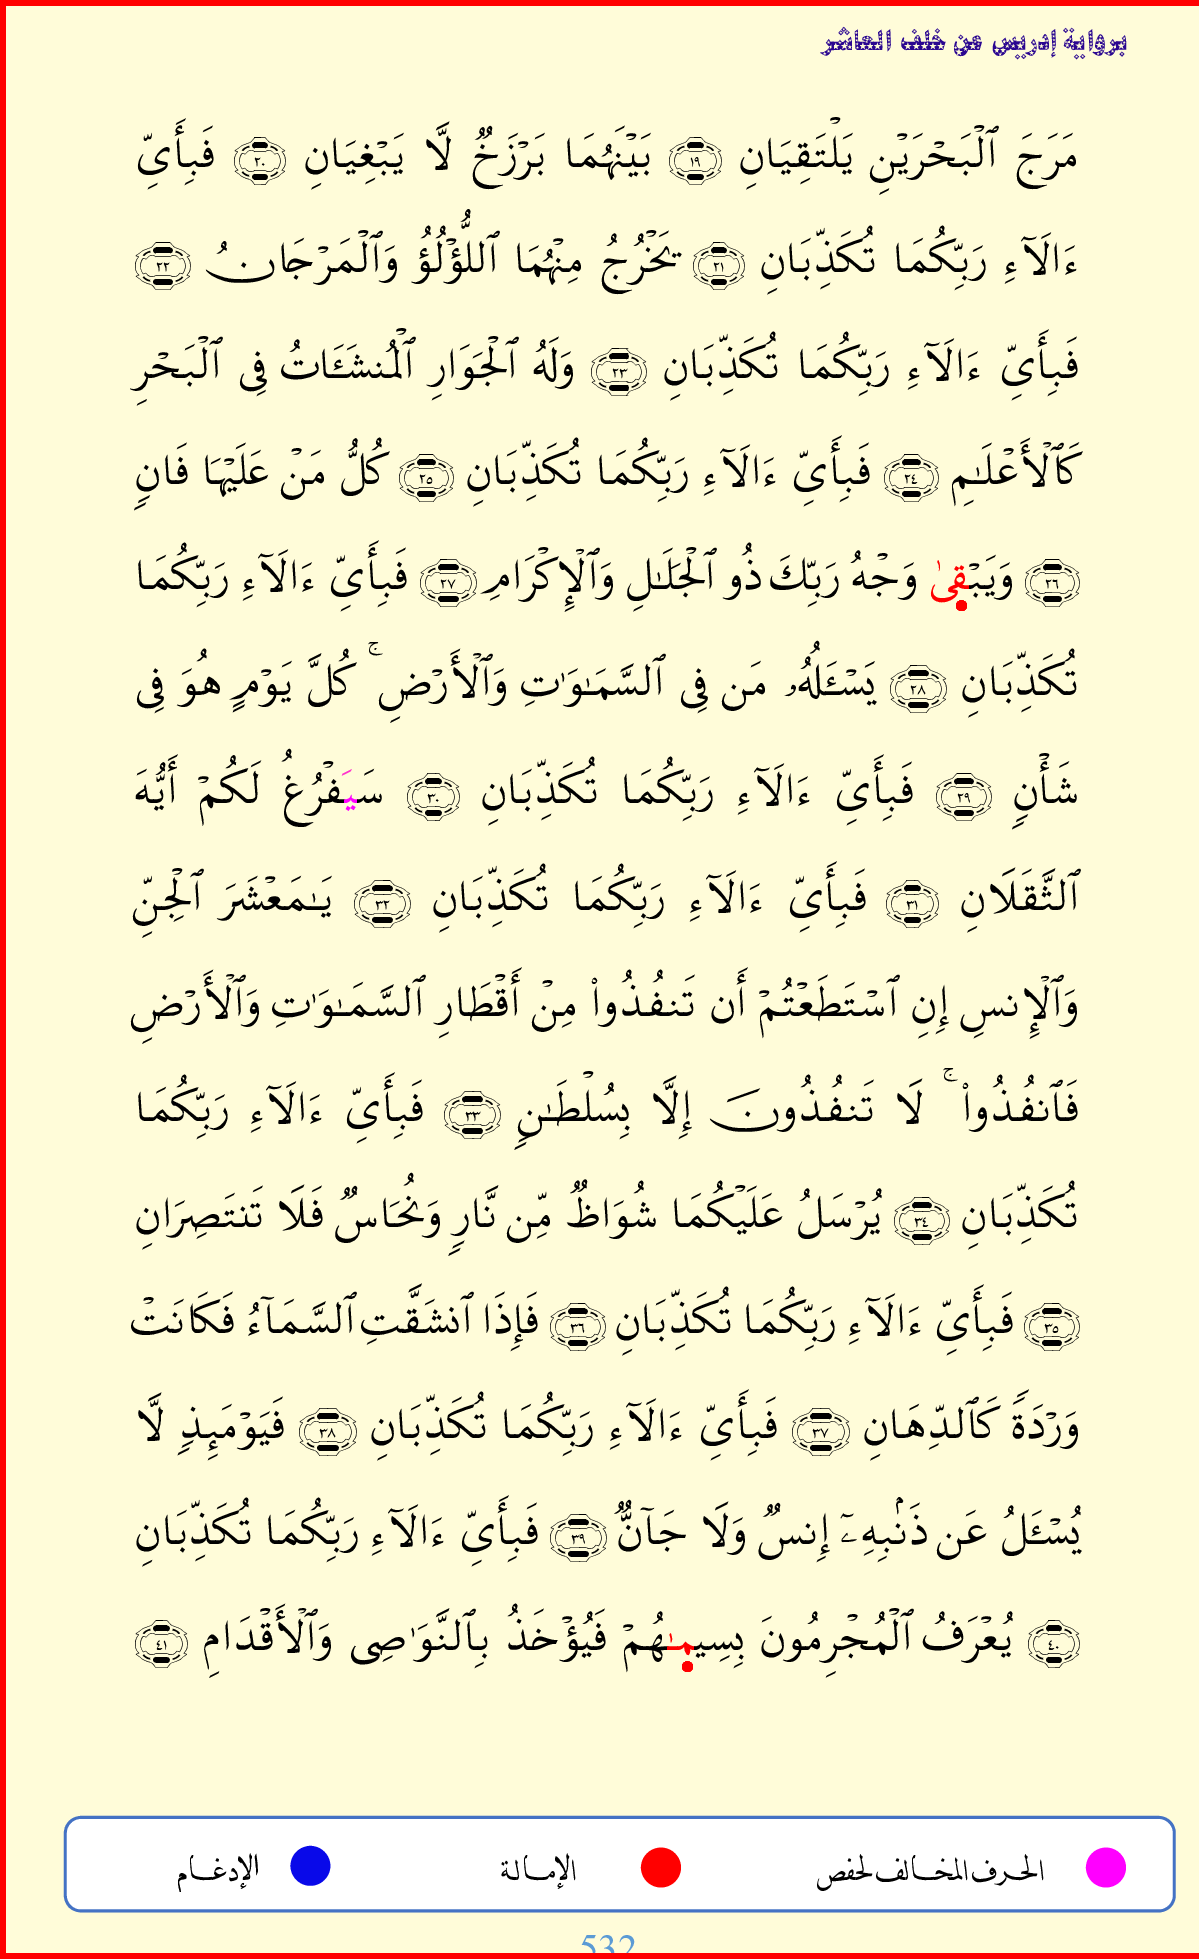 برواية إدريس عن خلف العاشر
مَرَجَ ٱلۡبَحۡرَيۡنِ يَلۡتَقِيَانِ ١٩ بَيۡنَهُمَا بَرۡزَخٞ لَّا يَبۡغِيَانِ ٢٠ فَبِأَيِّ
ءَالَآءِ رَبِّكُمَا تُكَذِّبَانِ ٢١ يَخۡرُجُ مِنۡهُمَا ٱللُّؤۡلُؤُ وَٱلۡمَرۡجَانُ ٢٢
فَبِأَيِّ ءَالَآءِ رَبِّكُمَا تُكَذِّبَانِ ٢٣ وَلَهُ ٱلۡجَوَارِ ٱلۡمُنشَـَٔاتُ فِي ٱلۡبَحۡرِ
كَٱلۡأَعۡلَٰمِ ٢٤ فَبِأَيِّ ءَالَآءِ رَبِّكُمَا تُكَذِّبَانِ ٢٥ كُلُّ مَنۡ عَلَيۡهَا فَانٖ
٢٦ وَيَبۡقِىٰ وَجۡهُ رَبِّكَ ذُو ٱلۡجَلَٰلِ وَٱلۡإِكۡرَامِ ٢٧ فَبِأَيِّ ءَالَآءِ رَبِّكُمَا
تُكَذِّبَانِ ٢٨ يَسۡـَٔلُهُۥ مَن فِي ٱلسَّمَٰوَٰتِ وَٱلۡأَرۡضِۚ كُلَّ يَوۡمٍ هُوَ فِي
شَأۡنٖ ٢٩ فَبِأَيِّ ءَالَآءِ رَبِّكُمَا تُكَذِّبَانِ ٣٠ سَيَفۡرُغُ لَكُمۡ أَيُّهَ
ٱلثَّقَلَانِ ٣١ فَبِأَيِّ ءَالَآءِ رَبِّكُمَا تُكَذِّبَانِ ٣٢ يَٰمَعۡشَرَ ٱلۡجِنِّ
وَٱلۡإِنسِ إِنِ ٱسۡتَطَعۡتُمۡ أَن تَنفُذُواْ مِنۡ أَقۡطَارِ ٱلسَّمَٰوَٰتِ وَٱلۡأَرۡضِ
فَٱنفُذُواْۚ لَا تَنفُذُونَ إِلَّا بِسُلۡطَٰنٖ ٣٣ فَبِأَيِّ ءَالَآءِ رَبِّكُمَا
تُكَذِّبَانِ ٣٤ يُرۡسَلُ عَلَيۡكُمَا شُوَاظٞ مِّن نَّارٖ وَنُحَاسٞ فَلَا تَنتَصِرَانِ
٣٥ فَبِأَيِّ ءَالَآءِ رَبِّكُمَا تُكَذِّبَانِ ٣٦ فَإِذَا ٱنشَقَّتِ ٱلسَّمَآءُ فَكَانَتۡ
وَرۡدَةٗ كَٱلدِّهَانِ ٣٧ فَبِأَيِّ ءَالَآءِ رَبِّكُمَا تُكَذِّبَانِ ٣٨ فَيَوۡمَئِذٖ لَّا
يُسۡـَٔلُ عَن ذَنۢبِهِۦٓ إِنسٞ وَلَا جَآنّٞ ٣٩ فَبِأَيِّ ءَالَآءِ رَبِّكُمَا تُكَذِّبَانِ
٤٠ يُعۡرَفُ ٱلۡمُجۡرِمُونَ بِسِيمَٰهُمۡ فَيُؤۡخَذُ بِٱلنَّوَٰصِي وَٱلۡأَقۡدَامِ ٤١
الحرف المخالف لحفص الإمالة الإدغام
532